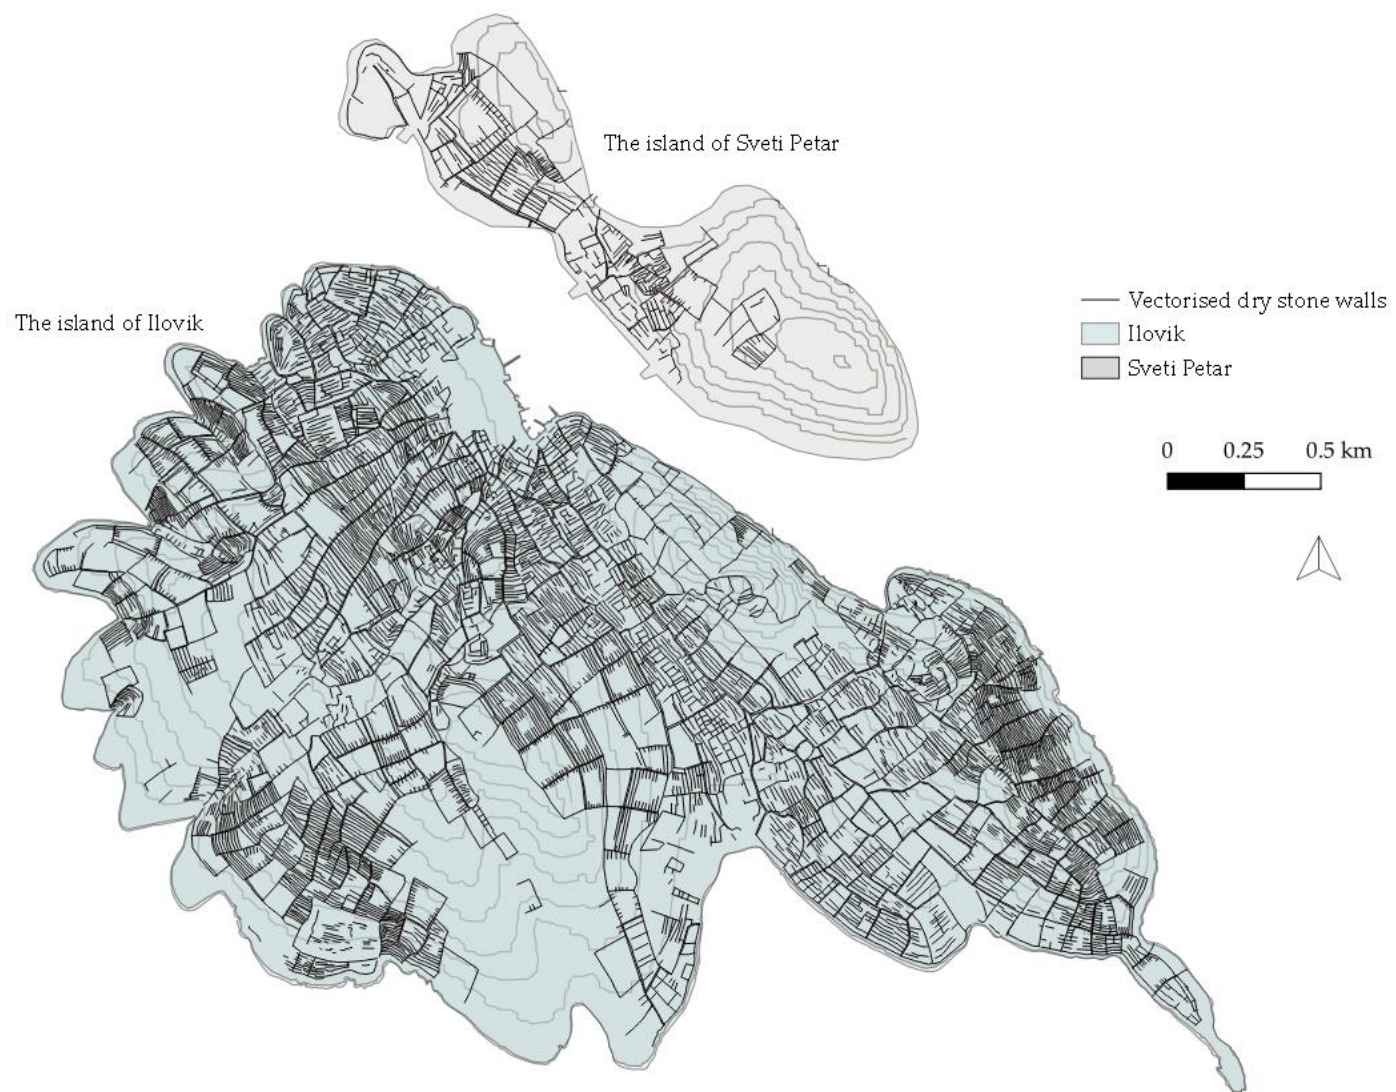 The island of Sveti Petar
The island of Ilovik
Vectorised dry stone walls
Ilovik
Sveti Petar
0 0.25 0.5 km